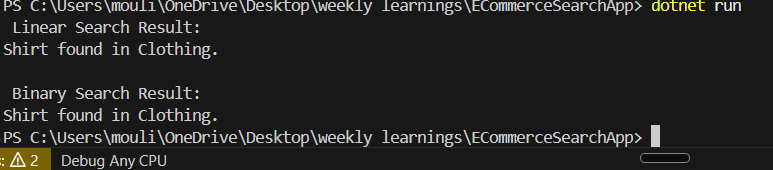 PS C:\Users\mouli\OneDrive\Desktop\weekly learnings\ECommerceSearchApp> dotnet run
 Linear Search Result:
Shirt found in Clothing.

 Binary Search Result:
Shirt found in Clothing.
PS C:\Users\mouli\OneDrive\Desktop\weekly learnings\ECommerceSearchApp>
: ⚠ 2 Debug Any CPU